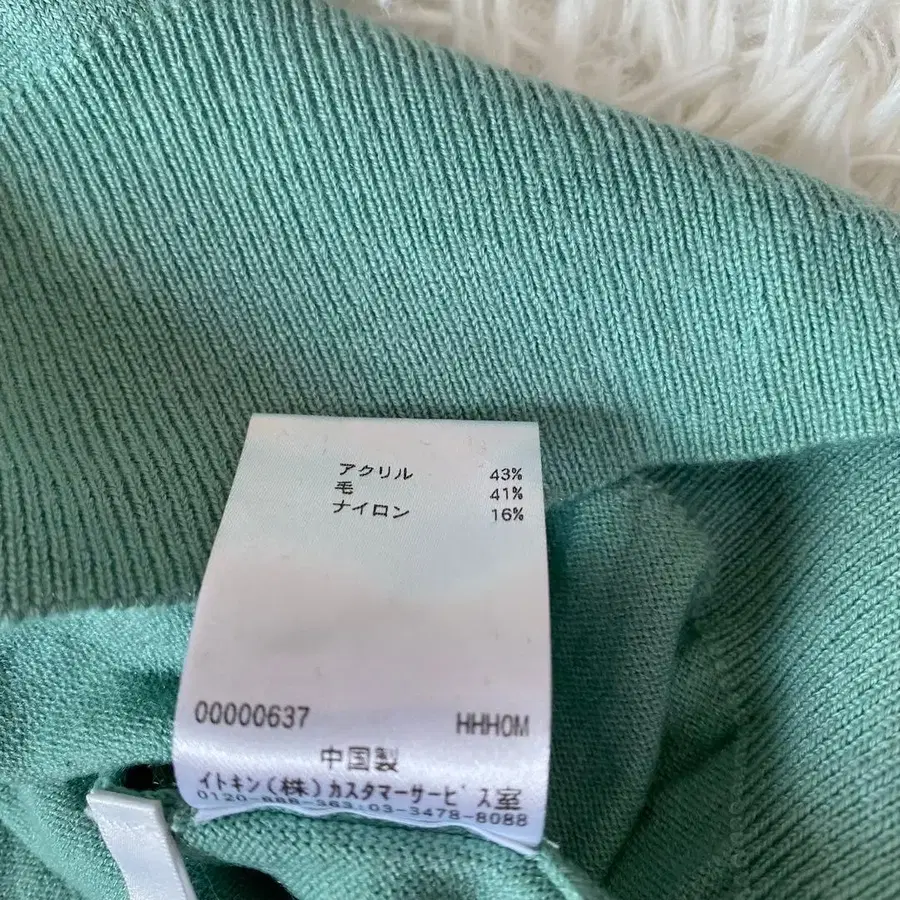 アクリル 43%
毛 41%
ナイロン 16%
00000637 HHH0M
中国製
イトキン(株)カスタマーサービス室
0120-888-363:03-3478-8088